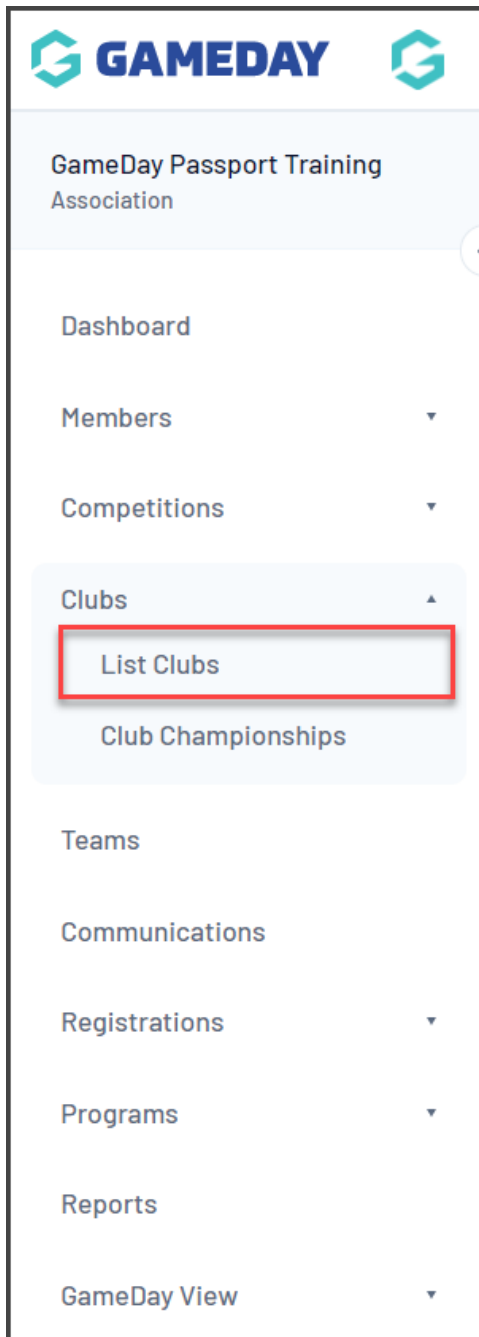 GAMEDAY
GameDay Passport Training
Association
Dashboard
Members
Competitions
Clubs
List Clubs
Club Championships
Teams
Communications
Registrations
Programs
Reports
GameDay View